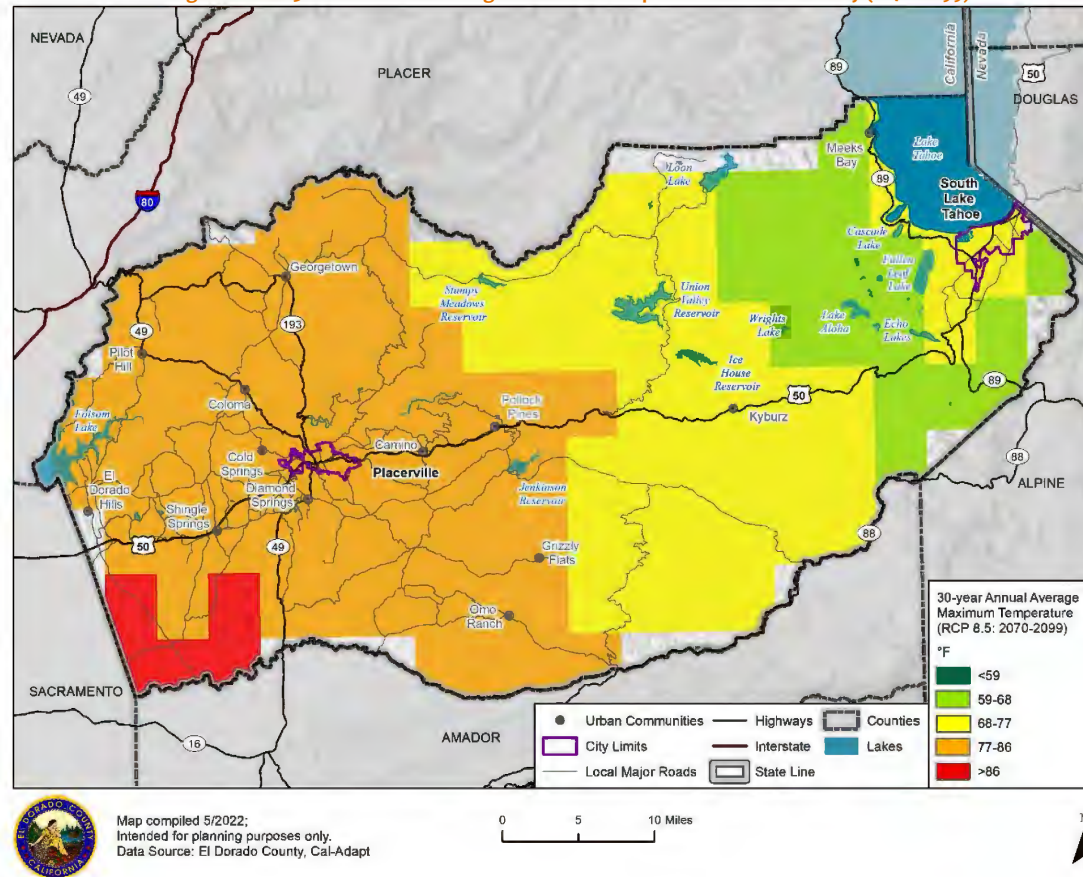 NEVADA
PLACER
DOUGLAS
California
Nevada
89
50
49
80
Meeks
Bay
Lake
Tahoe
South
Lake
Tahoe
89
Loon
Lake
Cascade
Lake
Fallen
Leaf
Lake
Georgetown
Stumps
Meadows
Reservoir
Union
Valley
Reservoir
Wrights
Lake
Lake
Aloha
Echo
Lakes
49
193
Pilot
Hill
Ice
House
Reservoir
89
50
Coloma
Folsom
Lake
Pollock
Pines
Kyburz
Camino
Cold
Springs
Placerville
El
Dorado
Hills
Diamond
Springs
Jenkinson
Reservoir
88
ALPINE
Shingle
Springs
50
49
Grizzly
Flats
88
Omo
Ranch
SACRAMENTO
AMADOR
16
30-year Annual Average
Maximum Temperature
(RCP 8.5: 2070-2099)
°F
<59
59-68
68-77
77-86
>86
Urban Communities
Highways
Counties
City Limits
Interstate
Lakes
Local Major Roads
State Line
EL DORADO COUNTY
CALIFORNIA
Map compiled 5/2022;
Intended for planning purposes only.
Data Source: El Dorado County, Cal-Adapt
0 5 10 Miles